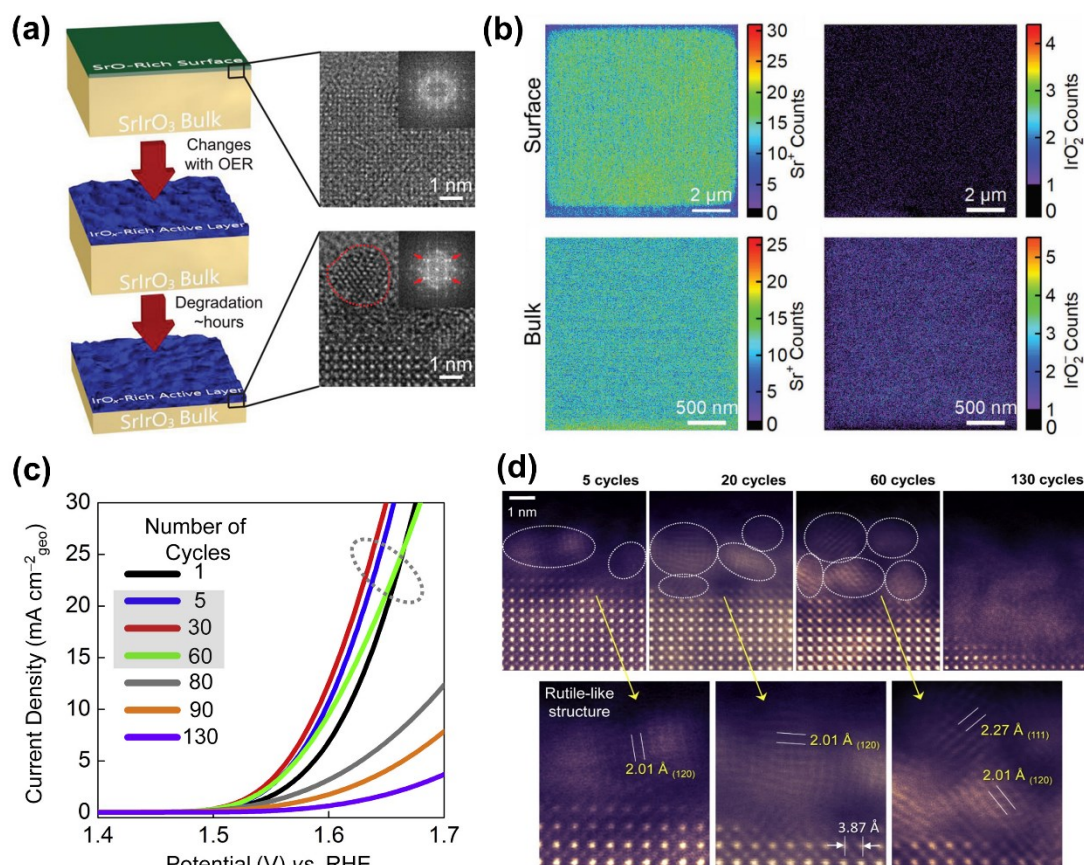 (a)
SrO-Rich Surface
SrIrO₃ Bulk
Changes
with OER
IrOₓ-Rich Active Layer
SrIrO₃ Bulk
Degradation
~hours
IrOₓ-Rich Active Layer
SrIrO₃ Bulk
1 nm
1 nm
(b)
Surface
2 µm
30
25
20
15
10
5
0
Sr⁺ Counts
2 µm
4
3
2
1
0
IrO₂⁻ Counts
Bulk
500 nm
25
20
15
10
5
0
Sr⁺ Counts
500 nm
5
4
3
2
1
0
IrO₂⁻ Counts
(c)
30
25
20
15
10
5
0
Current Density (mA cm⁻²geo)
Number of
Cycles
1
5
30
60
80
90
130
1.4
1.5
1.6
1.7
Potential (V) vs. RHE
(d)
5 cycles
20 cycles
60 cycles
130 cycles
1 nm
Rutile-like
structure
2.01 Å (120)
2.01 Å (120)
3.87 Å
2.27 Å (111)
2.01 Å (120)